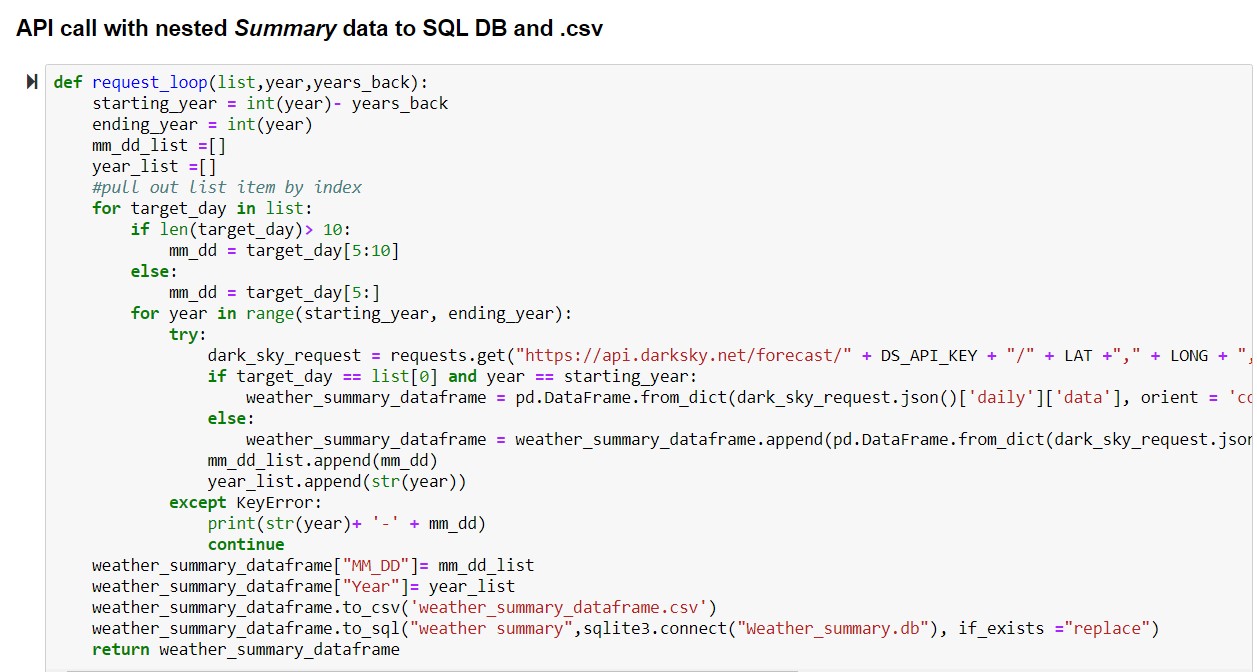 API call with nested Summary data to SQL DB and .csv
def request_loop(list,year,years_back):
    starting_year = int(year)- years_back
    ending_year = int(year)
    mm_dd_list =[]
    year_list =[]
    #pull out list item by index
    for target_day in list:
        if len(target_day)> 10:
            mm_dd = target_day[5:10]
        else:
            mm_dd = target_day[5:]
        for year in range(starting_year, ending_year):
            try:
                dark_sky_request = requests.get("https://api.darksky.net/forecast/" + DS_API_KEY + "/" + LAT +"," + LONG + ",
                if target_day == list[0] and year == starting_year:
                    weather_summary_dataframe = pd.DataFrame.from_dict(dark_sky_request.json()['daily']['data'], orient = 'co
                else:
                    weather_summary_dataframe = weather_summary_dataframe.append(pd.DataFrame.from_dict(dark_sky_request.json
                mm_dd_list.append(mm_dd)
                year_list.append(str(year))
            except KeyError:
                print(str(year)+ '-' + mm_dd)
                continue
    weather_summary_dataframe["MM_DD"]= mm_dd_list
    weather_summary_dataframe["Year"]= year_list
    weather_summary_dataframe.to_csv('weather_summary_dataframe.csv')
    weather_summary_dataframe.to_sql("weather summary",sqlite3.connect("Weather_summary.db"), if_exists ="replace")
    return weather_summary_dataframe